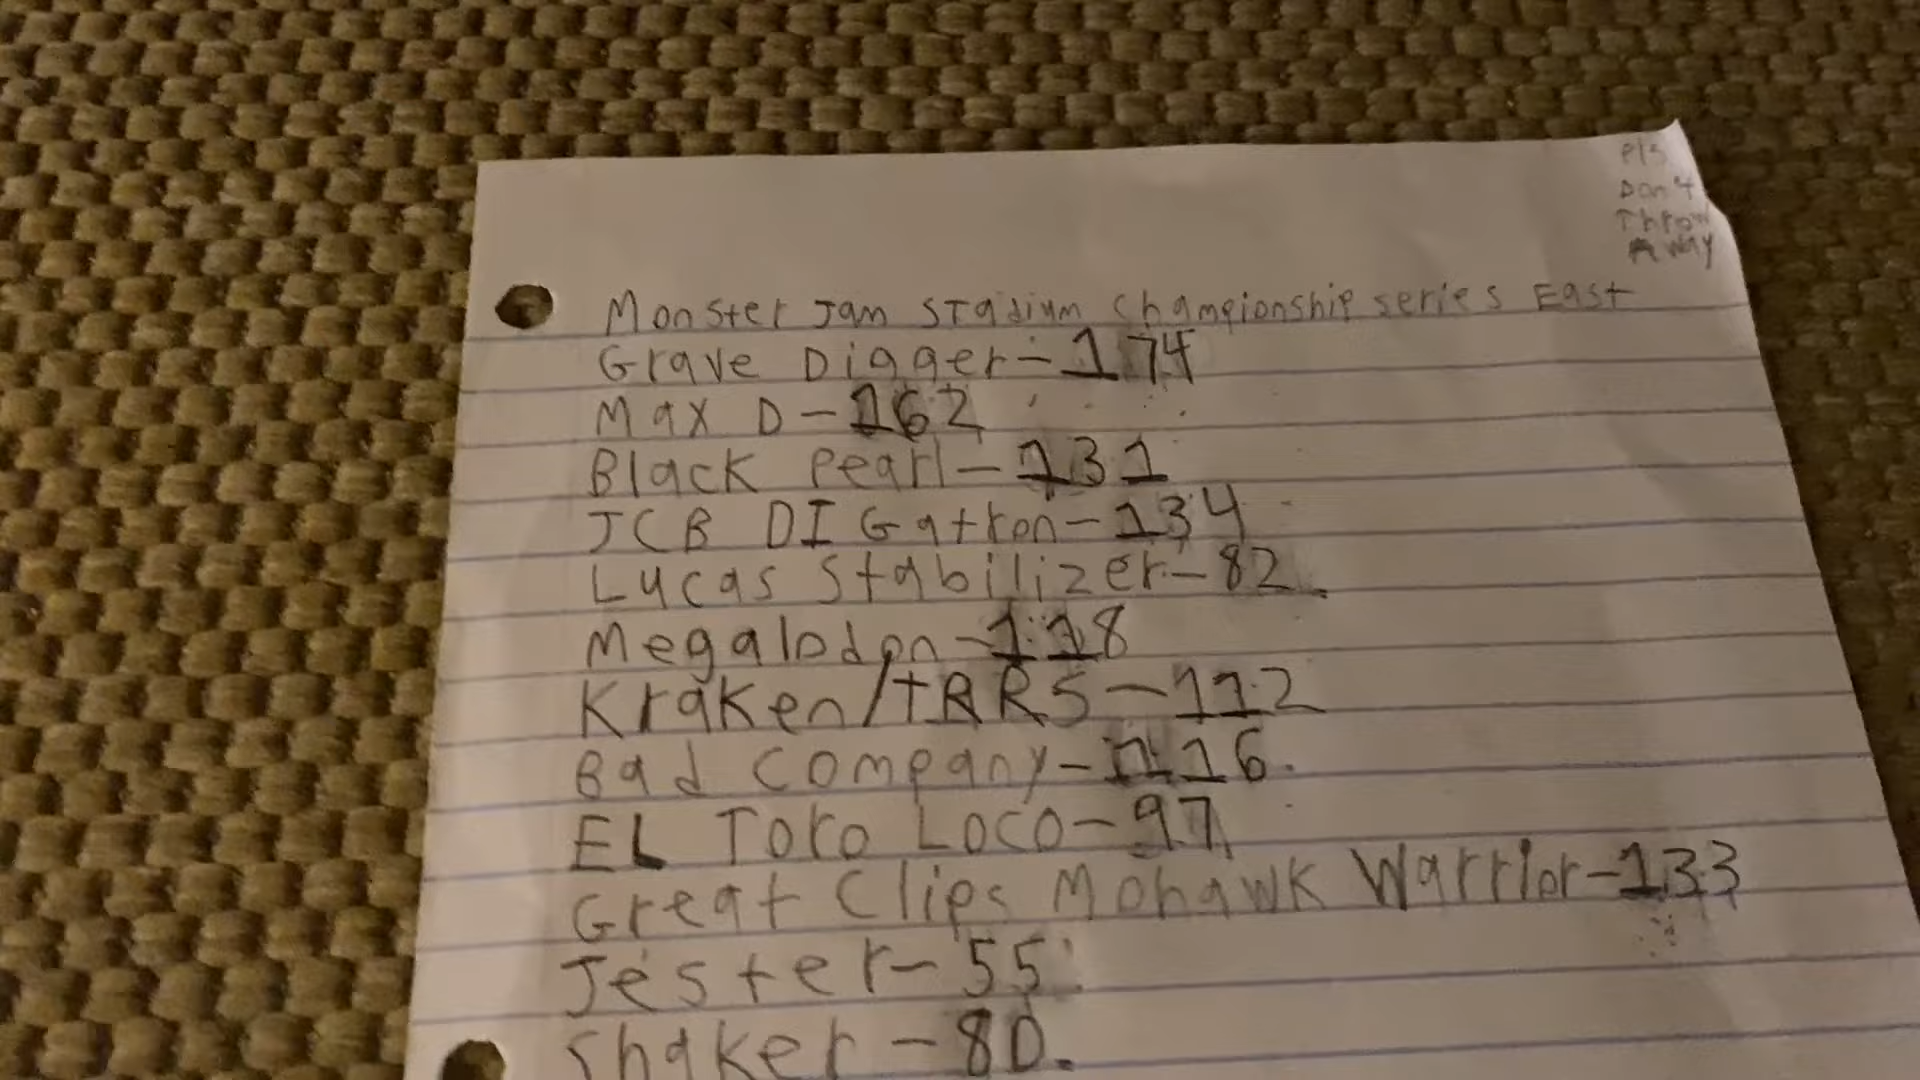 Pls
Don4
Throw
Away
Monster Jam Stadium Championship series East
Grave Digger-174
Max D-162
Black Pearl-131
JCB DIGatron-134
Lucas Stabilizer-82
Megalodon-118
Kraken/TRRS-112
Bad Company-116
EL Toro Loco-97
Great Clips Mohawk Warrior-133
Jester-55
Shaker-80